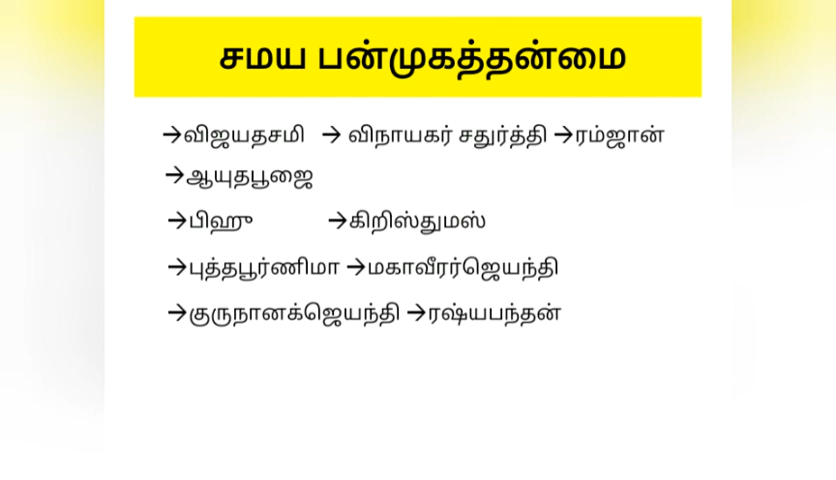 சமய பன்முகத்தன்மை
→விஜயதசமி → விநாயகர் சதுர்த்தி →ரம்ஜான்
→ஆயுதபூஜை
→பிஹு →கிறிஸ்துமஸ்
→புத்தபூர்ணிமா →மகாவீரர்ஜெயந்தி
→குருநானக்ஜெயந்தி →ரஷ்யபந்தன்